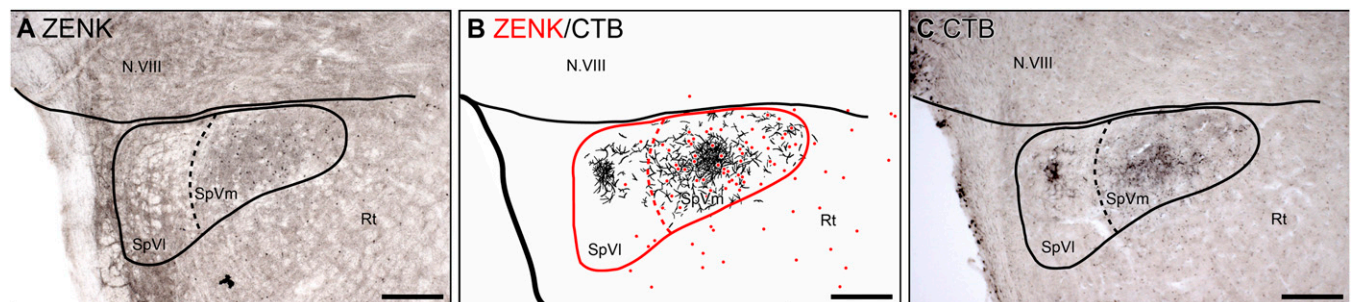 A ZENK
N.VIII
SpVm
SpVl
Rt
B ZENK/CTB
N.VIII
SpVm
SpVl
Rt
C CTB
N.VIII
SpVm
SpVl
Rt